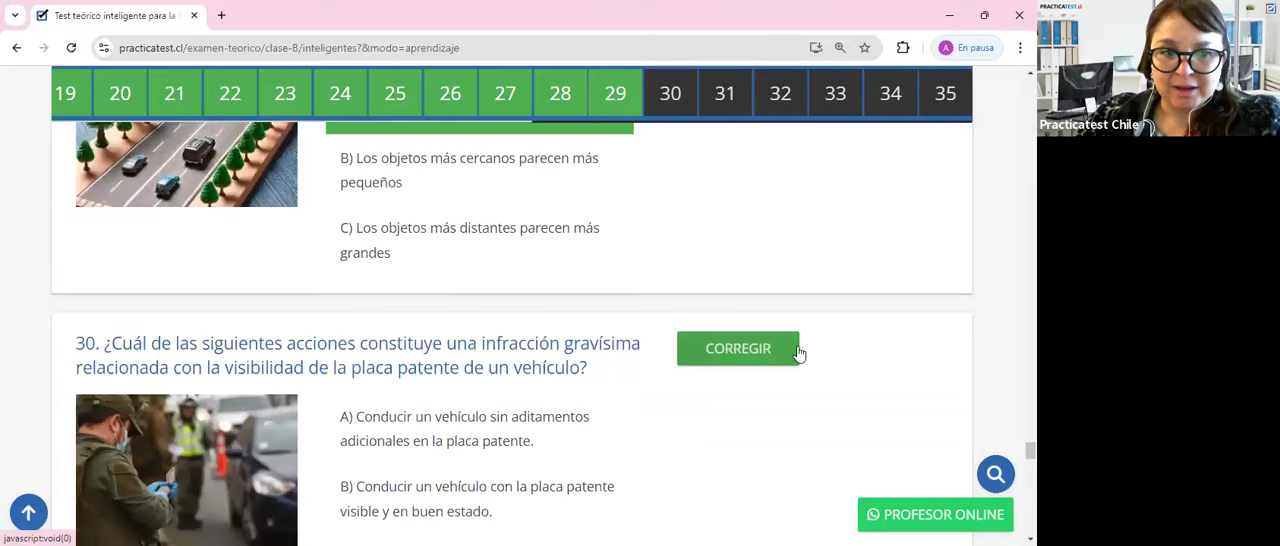 Test teórico inteligente para la l
practicatest.cl/examen-teorico/clase-B/inteligentes?&modo=aprendizaje
A
En pausa
PRACTICATEST.cl
Practicatest Chile
19 20 21 22 23 24 25 26 27 28 29 30 31 32 33 34 35
B) Los objetos más cercanos parecen más
pequeños
C) Los objetos más distantes parecen más
grandes
30. ¿Cuál de las siguientes acciones constituye una infracción gravísima
relacionada con la visibilidad de la placa patente de un vehículo?
CORREGIR
A) Conducir un vehículo sin aditamentos
adicionales en la placa patente.
B) Conducir un vehículo con la placa patente
visible y en buen estado.
PROFESOR ONLINE
javascript:void(0)